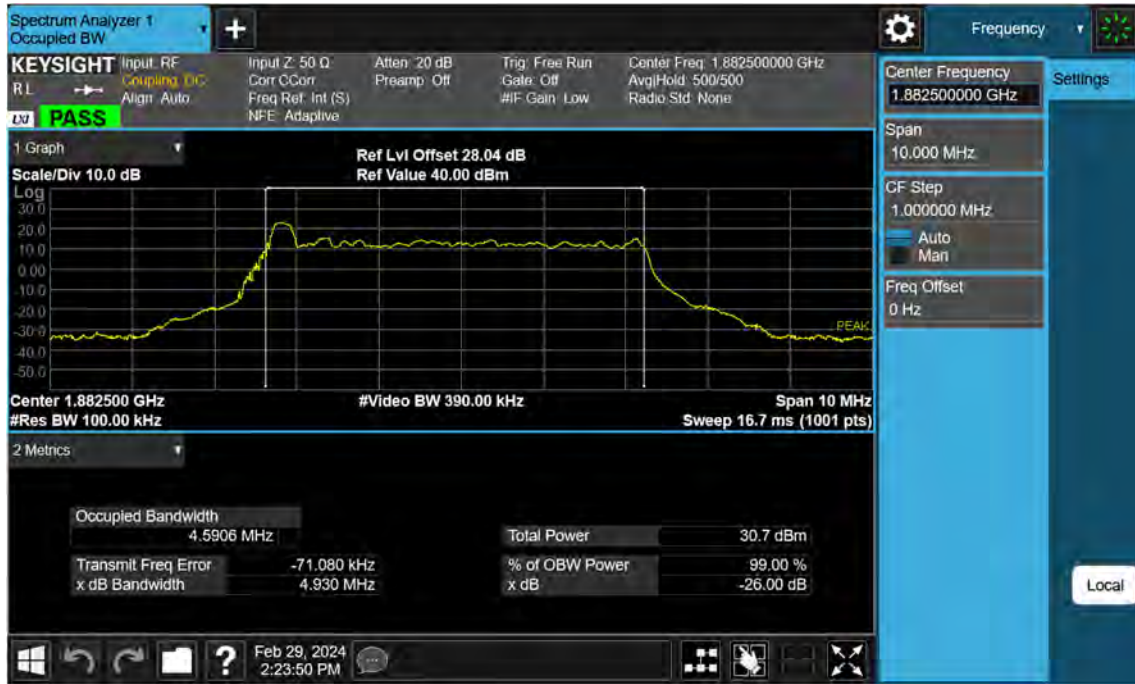 Spectrum Analyzer 1
Occupied BW
Frequency
KEYSIGHT
Input: RF
Coupling: DC
Align: Auto
Input Z: 50 Ω
Corr CCorr
Freq Ref: Int (S)
NFE: Adaptive
Atten: 20 dB
Preamp: Off
Trig: Free Run
Gate: Off
#IF Gain: Low
Center Freq: 1.882500000 GHz
Avg|Hold: 500/500
Radio Std: None
R L
LXI
PASS
Center Frequency
1.882500000 GHz
Settings
Span
10.000 MHz
CF Step
1.000000 MHz
Auto
Man
Freq Offset
0 Hz
Local
1 Graph
Scale/Div 10.0 dB
Ref Lvl Offset 28.04 dB
Ref Value 40.00 dBm
Log
30.0
20.0
10.0
0.00
-10.0
-20.0
-30.0
-40.0
-50.0
PEAK
Center 1.882500 GHz
#Video BW 390.00 kHz
Span 10 MHz
#Res BW 100.00 kHz
Sweep 16.7 ms (1001 pts)
2 Metrics
Occupied Bandwidth
4.5906 MHz
Total Power 30.7 dBm
Transmit Freq Error -71.080 kHz
% of OBW Power 99.00 %
x dB Bandwidth 4.930 MHz
x dB -26.00 dB
?
Feb 29, 2024
2:23:50 PM